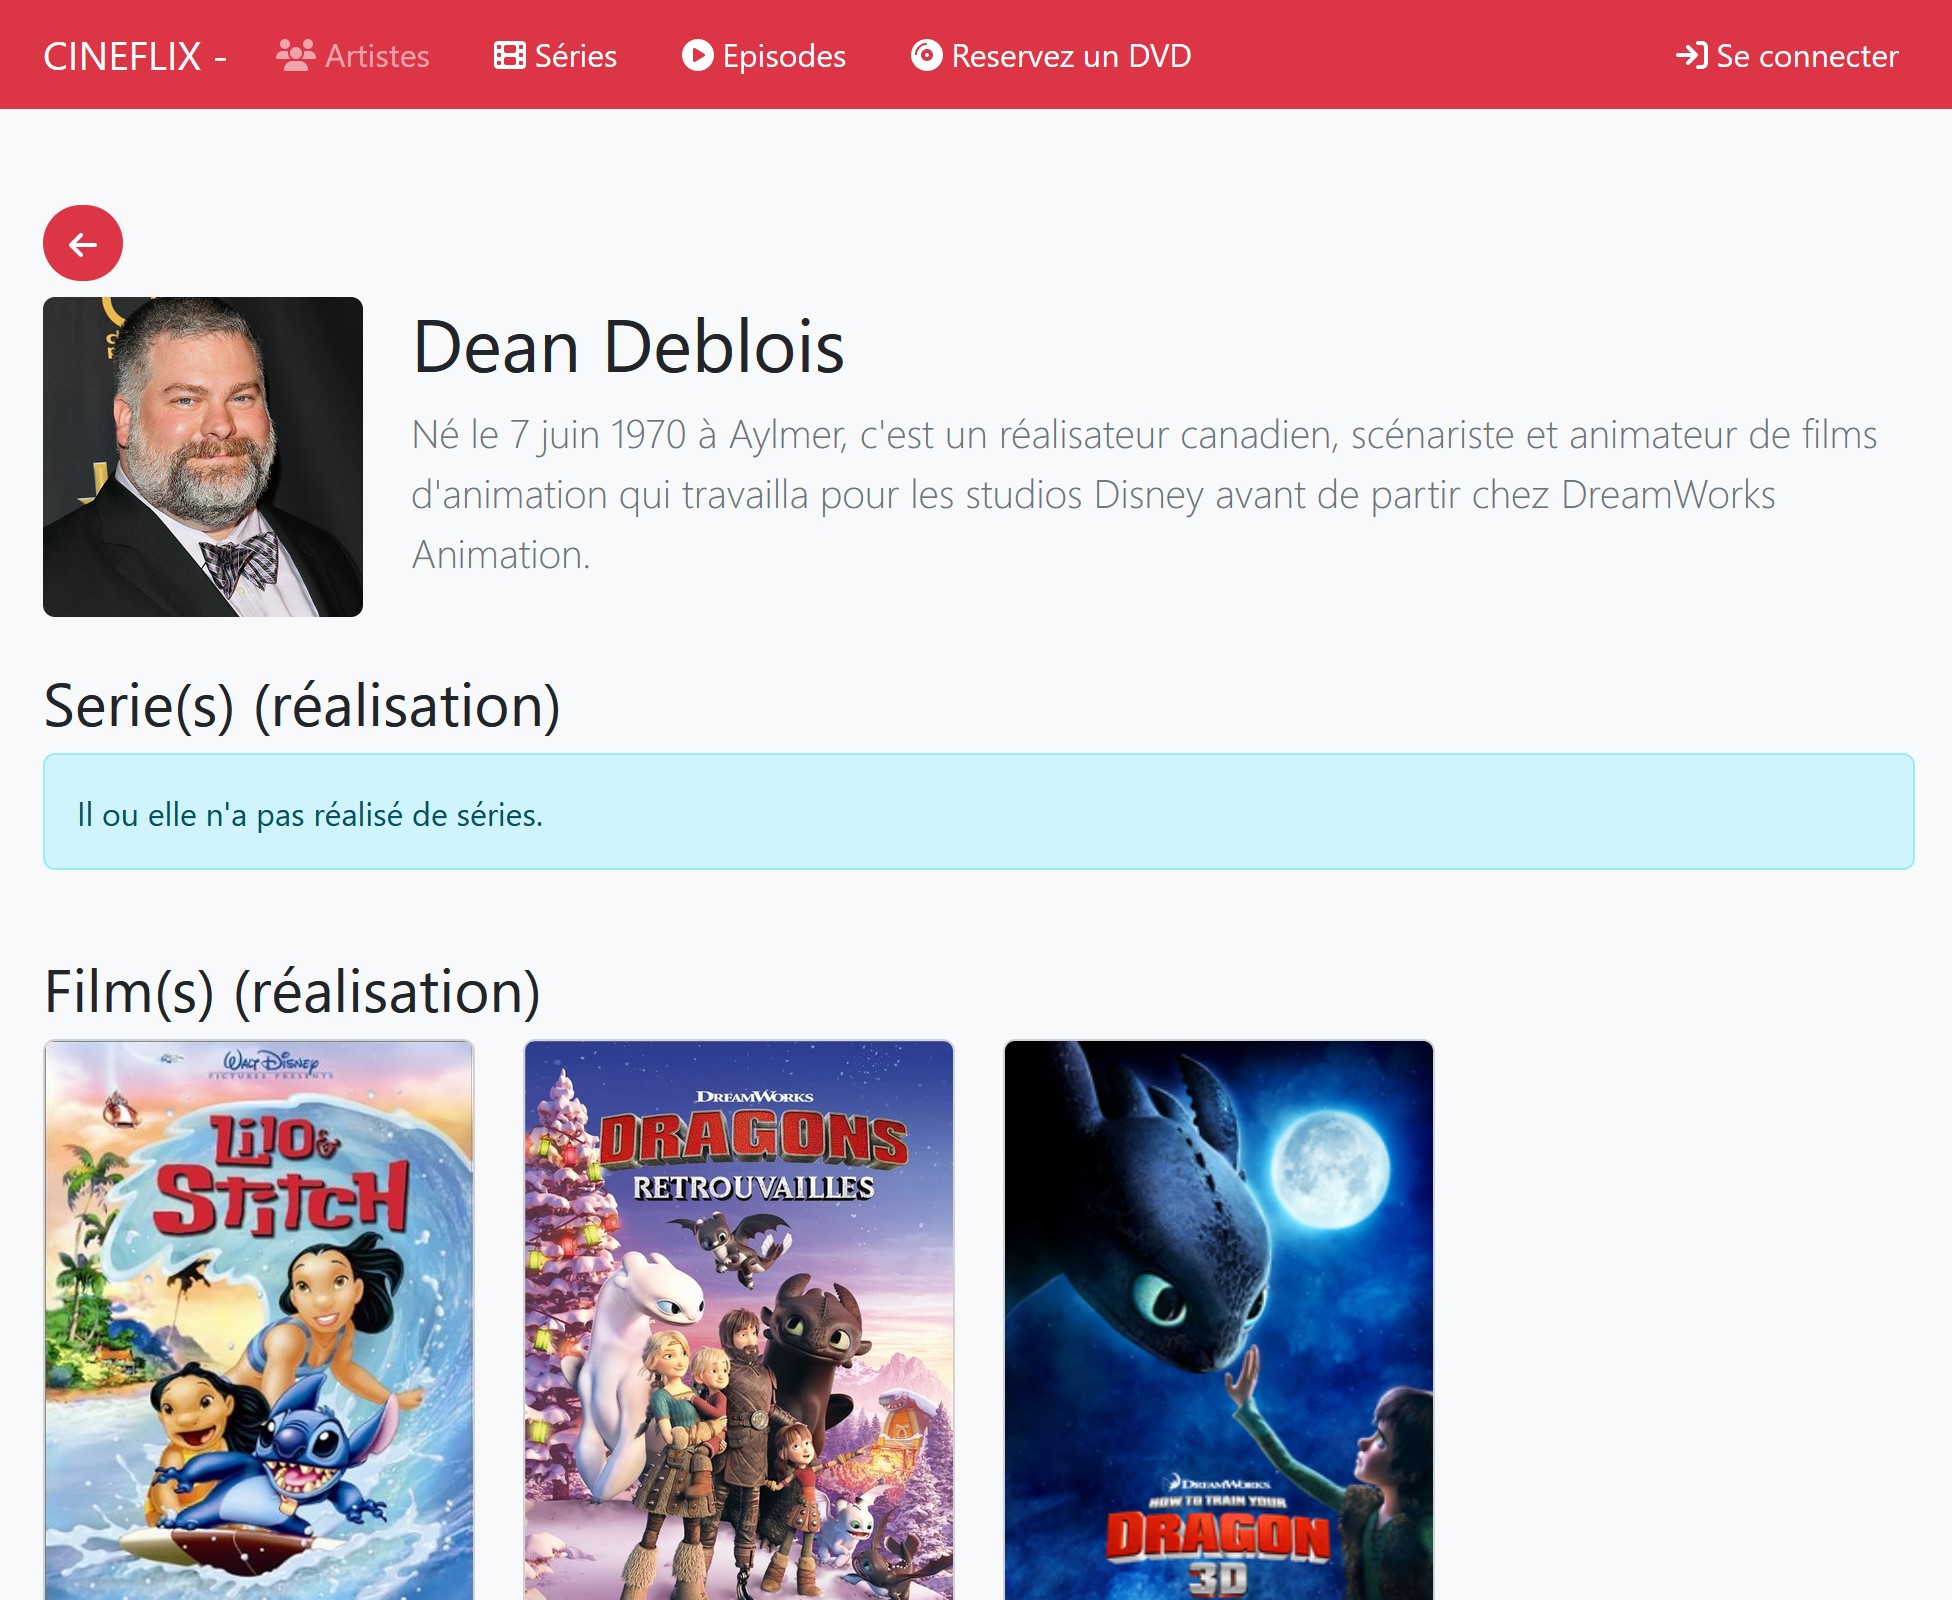 CINEFLIX -
Artistes
Séries
Episodes
Reservez un DVD
Se connecter
Dean Deblois
Né le 7 juin 1970 à Aylmer, c'est un réalisateur canadien, scénariste et animateur de films
d'animation qui travailla pour les studios Disney avant de partir chez DreamWorks
Animation.
Serie(s) (réalisation)
Il ou elle n'a pas réalisé de séries.
Film(s) (réalisation)
WALT DISNEY
PICTURES PRESENTS
Lilo &
Stitch
DREAMWORKS
DRAGONS
RETROUVAILLES
DREAMWORKS
HOW TO TRAIN YOUR
DRAGON
3D